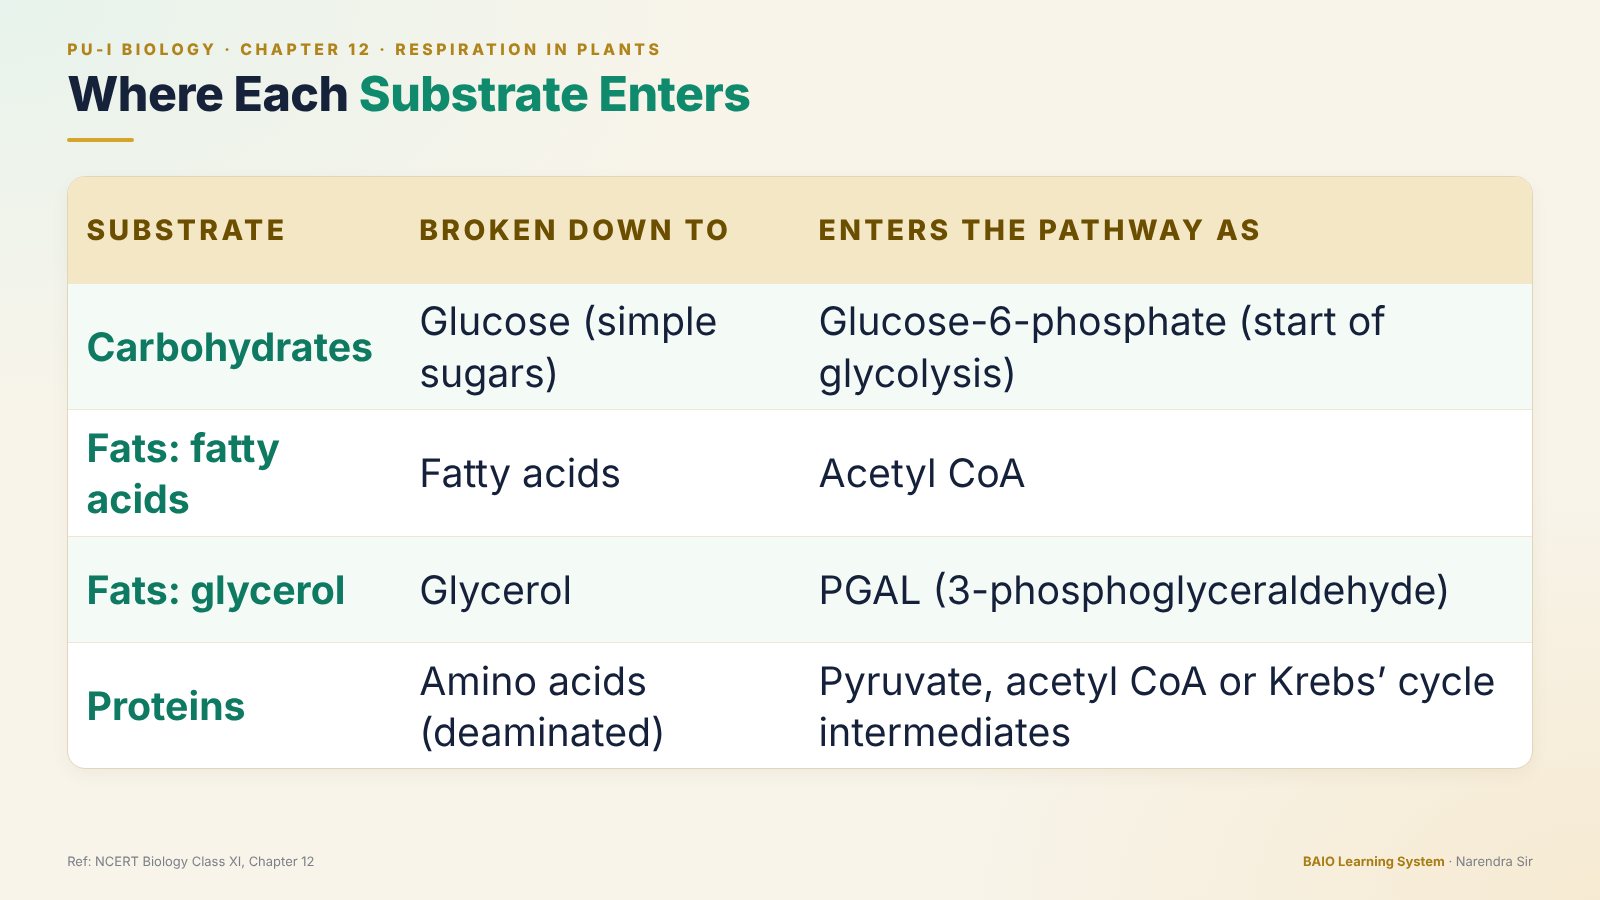 PU-I BIOLOGY · CHAPTER 12 · RESPIRATION IN PLANTS
Where Each Substrate Enters
SUBSTRATE BROKEN DOWN TO ENTERS THE PATHWAY AS
Carbohydrates
Glucose (simple
sugars)
Glucose-6-phosphate (start of
glycolysis)
Fats: fatty
acids
Fatty acids
Acetyl CoA
Fats: glycerol
Glycerol
PGAL (3-phosphoglyceraldehyde)
Proteins
Amino acids
(deaminated)
Pyruvate, acetyl CoA or Krebs’ cycle
intermediates
Ref: NCERT Biology Class XI, Chapter 12
BAIO Learning System · Narendra Sir